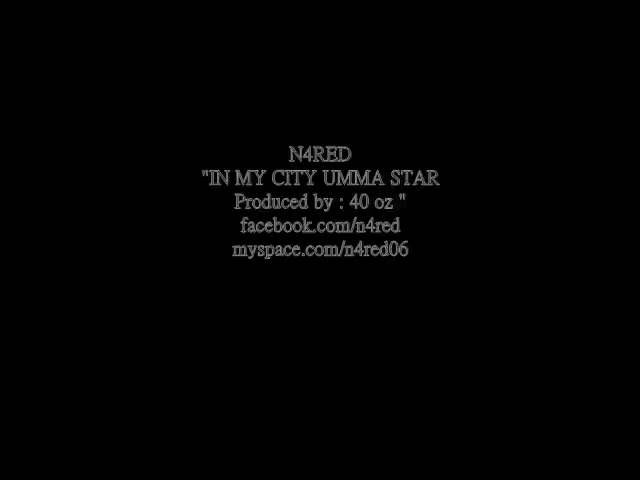 N4RED
"IN MY CITY UMMA STAR
Produced by : 40 oz "
facebook.com/n4red
myspace.com/n4red06